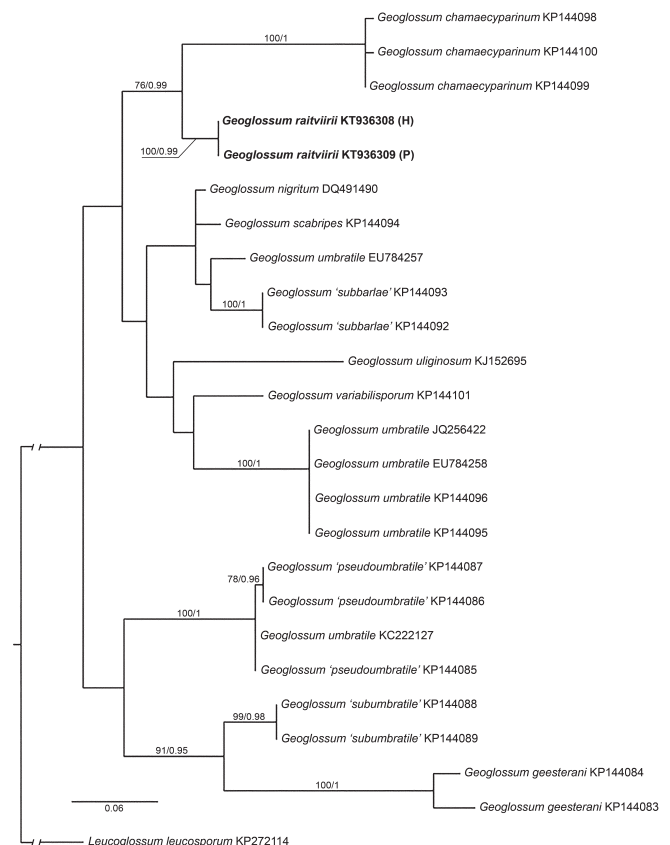 Geoglossum chamaecyparinum KP144098
100/1
Geoglossum chamaecyparinum KP144100
Geoglossum chamaecyparinum KP144099
76/0.99
Geoglossum raitviirii KT936308 (H)
100/0.99
Geoglossum raitviirii KT936309 (P)
Geoglossum nigritum DQ491490
Geoglossum scabripes KP144094
Geoglossum umbratile EU784257
Geoglossum ‘subbarlae’ KP144093
100/1
Geoglossum ‘subbarlae’ KP144092
Geoglossum uliginosum KJ152695
Geoglossum variabilisporum KP144101
Geoglossum umbratile JQ256422
Geoglossum umbratile EU784258
100/1
Geoglossum umbratile KP144096
Geoglossum umbratile KP144095
Geoglossum ‘pseudoumbratile’ KP144087
78/0.96
Geoglossum ‘pseudoumbratile’ KP144086
100/1
Geoglossum umbratile KC222127
Geoglossum ‘pseudoumbratile’ KP144085
Geoglossum ‘subumbratile’ KP144088
99/0.98
Geoglossum ‘subumbratile’ KP144089
91/0.95
Geoglossum geesterani KP144084
100/1
Geoglossum geesterani KP144083
0.06
Leucoglossum leucosporum KP272114